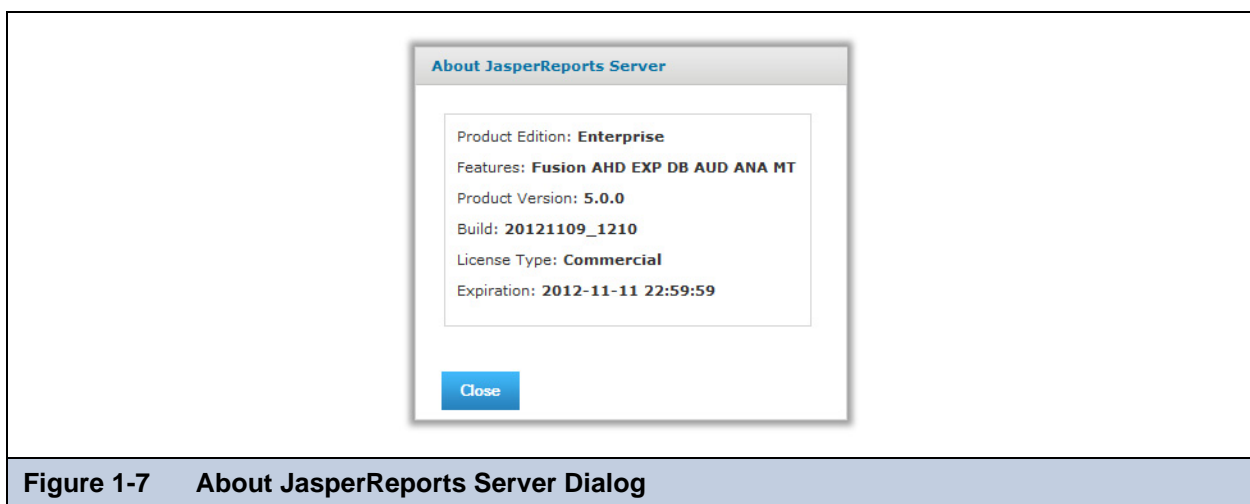 About JasperReports Server
Product Edition: Enterprise
Features: Fusion AHD EXP DB AUD ANA MT
Product Version: 5.0.0
Build: 20121109_1210
License Type: Commercial
Expiration: 2012-11-11 22:59:59
Close
Figure 1-7 About JasperReports Server Dialog